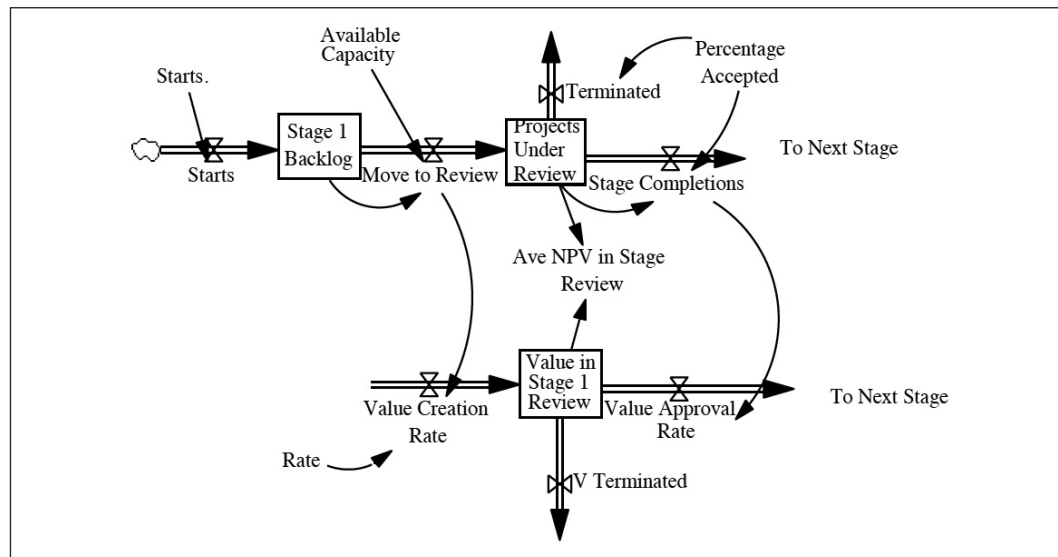 Available
Capacity
Percentage
Accepted
Starts.
Terminated
Stage 1
Backlog
Projects
Under
Review
To Next Stage
Starts
Move to Review
Stage Completions
Ave NPV in Stage
Review
Value in
Stage 1
Review
To Next Stage
Value Creation
Rate
Value Approval
Rate
Rate
V Terminated